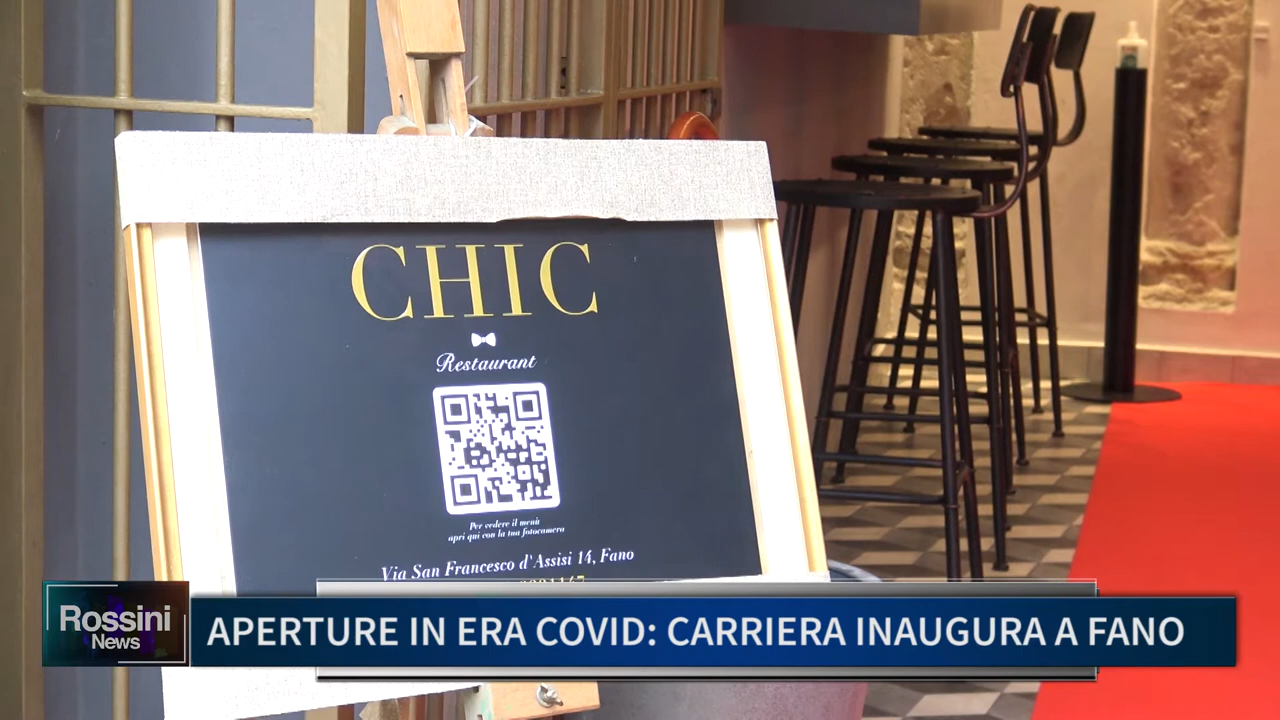 CHIC
Restaurant
Per vedere il menù
apri qui con la tua fotocamera
Via San Francesco d'Assisi 14, Fano
Rossini
News
APERTURE IN ERA COVID: CARRIERA INAUGURA A FANO